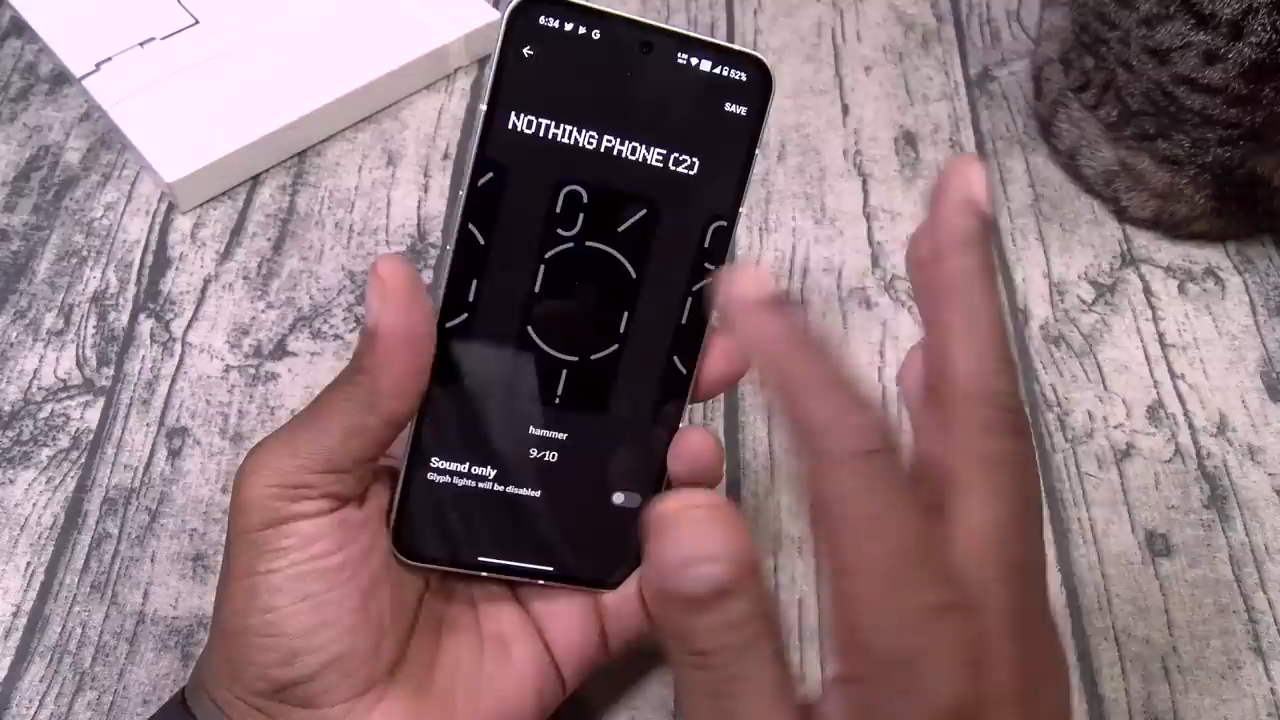 6:34
52%
SAVE
NOTHING PHONE (2)
hammer
9/10
Sound only
Glyph lights will be disabled